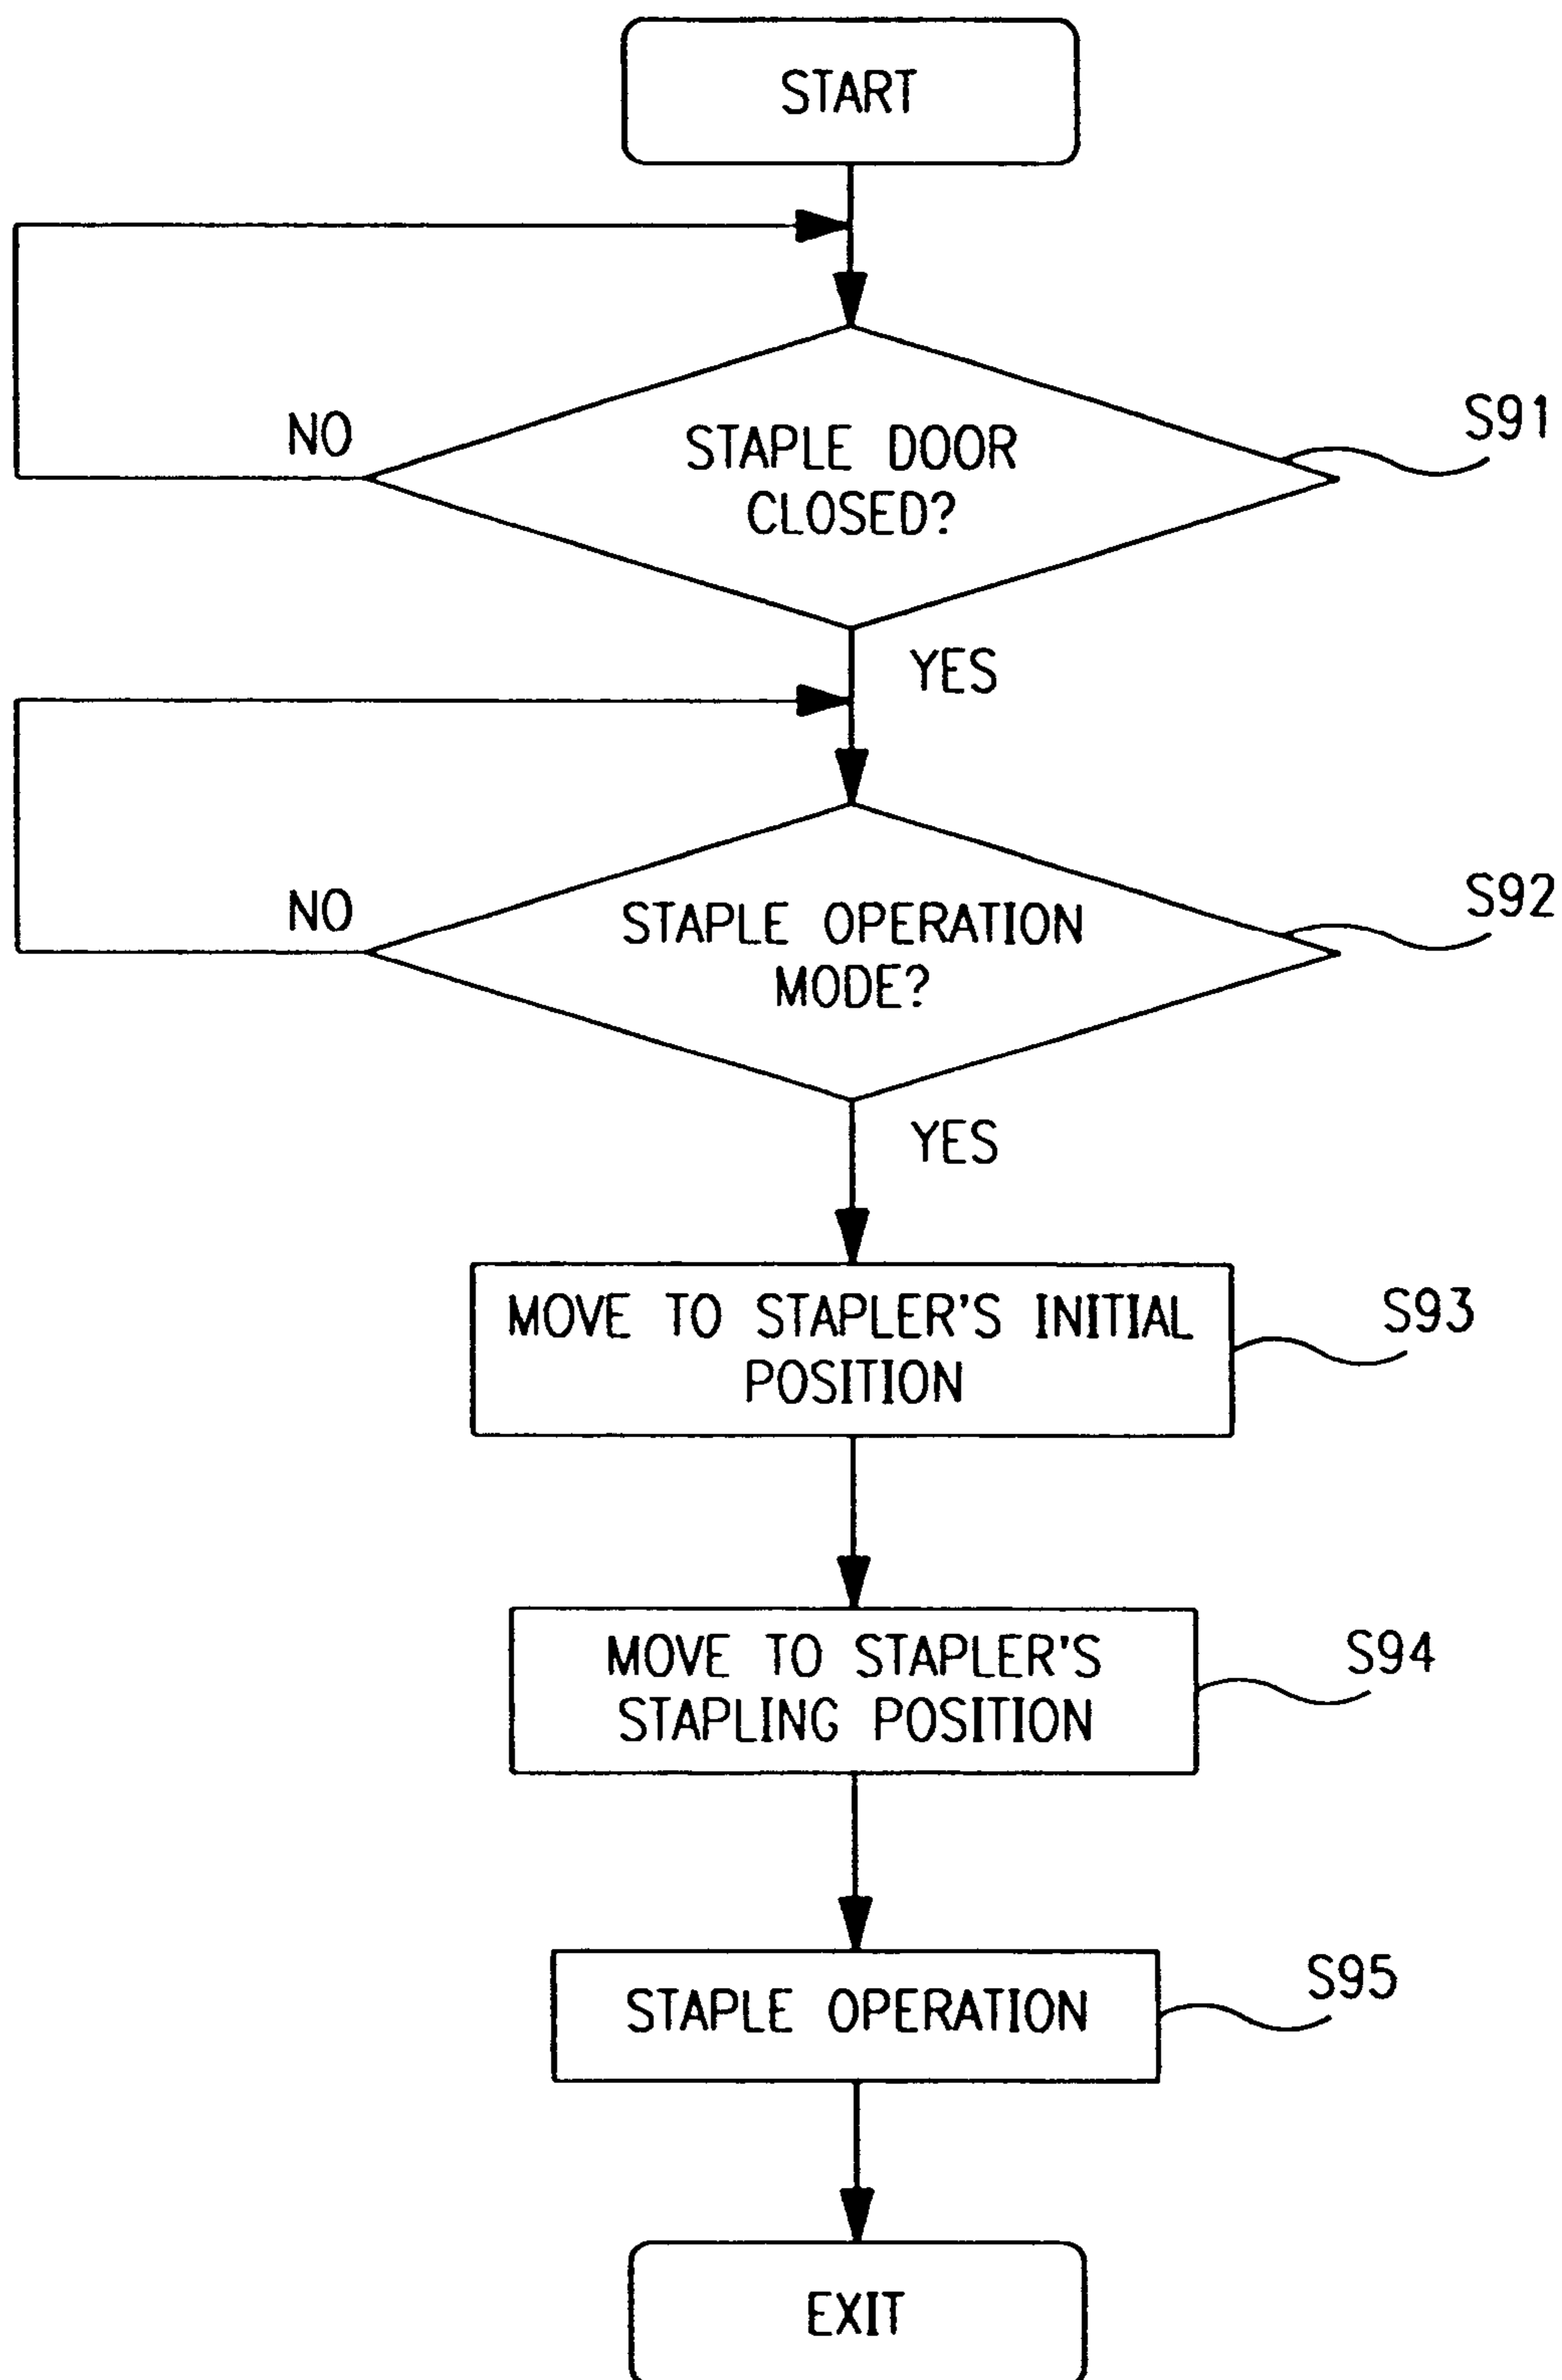 START
NO
STAPLE DOOR
CLOSED?
S91
YES
NO
STAPLE OPERATION
MODE?
S92
YES
MOVE TO STAPLER'S INITIAL
POSITION
S93
MOVE TO STAPLER'S
STAPLING POSITION
S94
STAPLE OPERATION
S95
EXIT